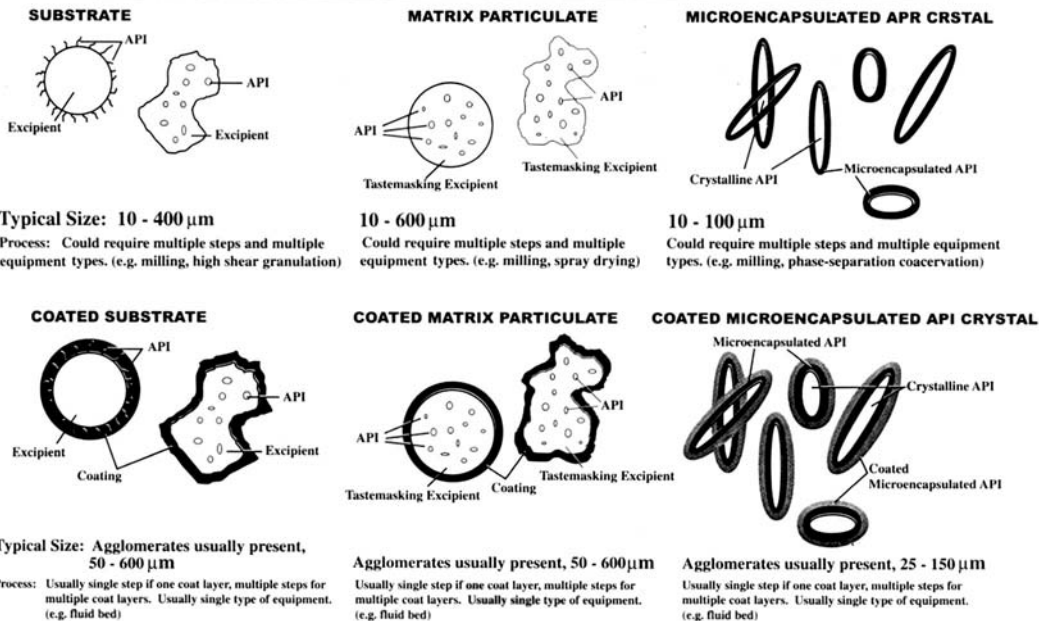 SUBSTRATE
API
API
Excipient
Excipient
Typical Size: 10 - 400 µm
Process: Could require multiple steps and multiple
equipment types. (e.g. milling, high shear granulation)
MATRIX PARTICULATE
API
API
Tastemasking Excipient
Tastemasking Excipient
10 - 600 µm
Could require multiple steps and multiple
equipment types. (e.g. milling, spray drying)
MICROENCAPSULATED APR CRSTAL
Crystalline API
Microencapsulated API
10 - 100 µm
Could require multiple steps and multiple equipment
types. (e.g. milling, phase-separation coacervation)
COATED SUBSTRATE
API
API
Excipient
Excipient
Coating
Typical Size: Agglomerates usually present,
50 - 600 µm
Process: Usually single step if one coat layer, multiple steps for
multiple coat layers. Usually single type of equipment.
(e.g. fluid bed)
COATED MATRIX PARTICULATE
API
API
Tastemasking Excipient
Tastemasking Excipient
Coating
Agglomerates usually present, 50 - 600 µm
Usually single step if one coat layer, multiple steps for
multiple coat layers. Usually single type of equipment.
(e.g. fluid bed)
COATED MICROENCAPSULATED API CRYSTAL
Microencapsulated API
Crystalline API
Coated
Microencapsulated API
Agglomerates usually present, 25 - 150 µm
Usually single step if one coat layer, multiple steps for
multiple coat layers. Usually single type of equipment.
(e.g. fluid bed)